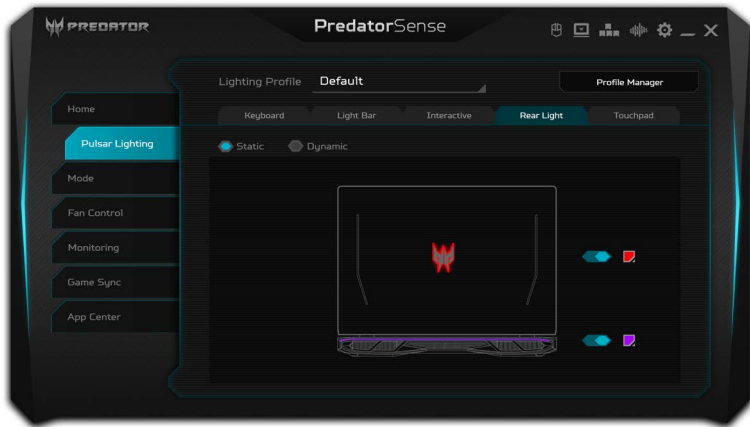 PREDATOR
PredatorSense
Lighting Profile Default
Profile Manager
Home
Pulsar Lighting
Mode
Fan Control
Monitoring
Game Sync
App Center
Keyboard Light Bar Interactive Rear Light Touchpad
Static Dynamic